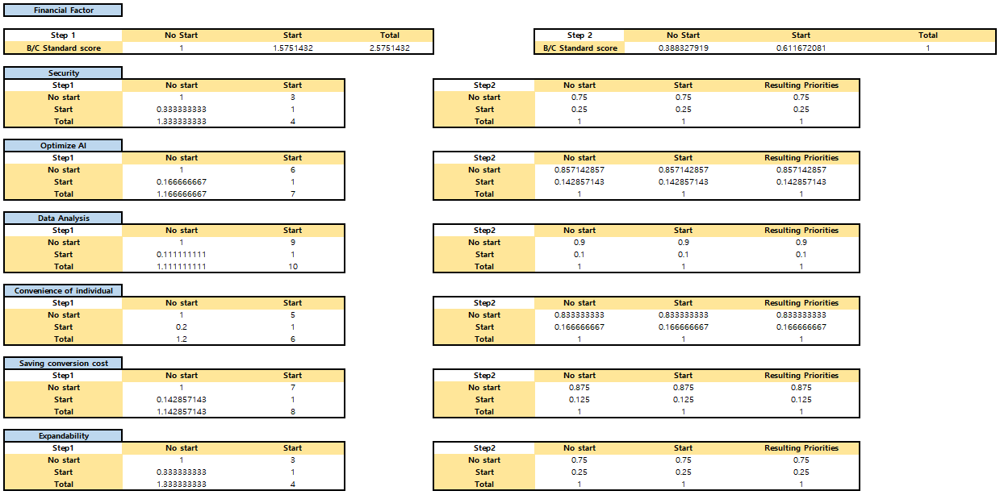 Financial Factor
Step 1 No Start Start Total Step 2 No Start Start Total
B/C Standard score 1 1.5751432 2.5751432 B/C Standard score 0.388327919 0.611672081 1
Security
Step1 No start Start Step2 No start Start Resulting Priorities
No start 1 3 No start 0.75 0.75 0.75
Start 0.333333333 1 Start 0.25 0.25 0.25
Total 1.333333333 4 Total 1 1 1
Optimize AI
Step1 No start Start Step2 No start Start Resulting Priorities
No start 1 6 No start 0.857142857 0.857142857 0.857142857
Start 0.166666667 1 Start 0.142857143 0.142857143 0.142857143
Total 1.166666667 7 Total 1 1 1
Data Analysis
Step1 No start Start Step2 No start Start Resulting Priorities
No start 1 9 No start 0.9 0.9 0.9
Start 0.111111111 1 Start 0.1 0.1 0.1
Total 1.111111111 10 Total 1 1 1
Convenience of individual
Step1 No start Start Step2 No start Start Resulting Priorities
No start 1 5 No start 0.833333333 0.833333333 0.833333333
Start 0.2 1 Start 0.166666667 0.166666667 0.166666667
Total 1.2 6 Total 1 1 1
Saving conversion cost
Step1 No start Start Step2 No start Start Resulting Priorities
No start 1 7 No start 0.875 0.875 0.875
Start 0.142857143 1 Start 0.125 0.125 0.125
Total 1.142857143 8 Total 1 1 1
Expandability
Step1 No start Start Step2 No start Start Resulting Priorities
No start 1 3 No start 0.75 0.75 0.75
Start 0.333333333 1 Start 0.25 0.25 0.25
Total 1.333333333 4 Total 1 1 1